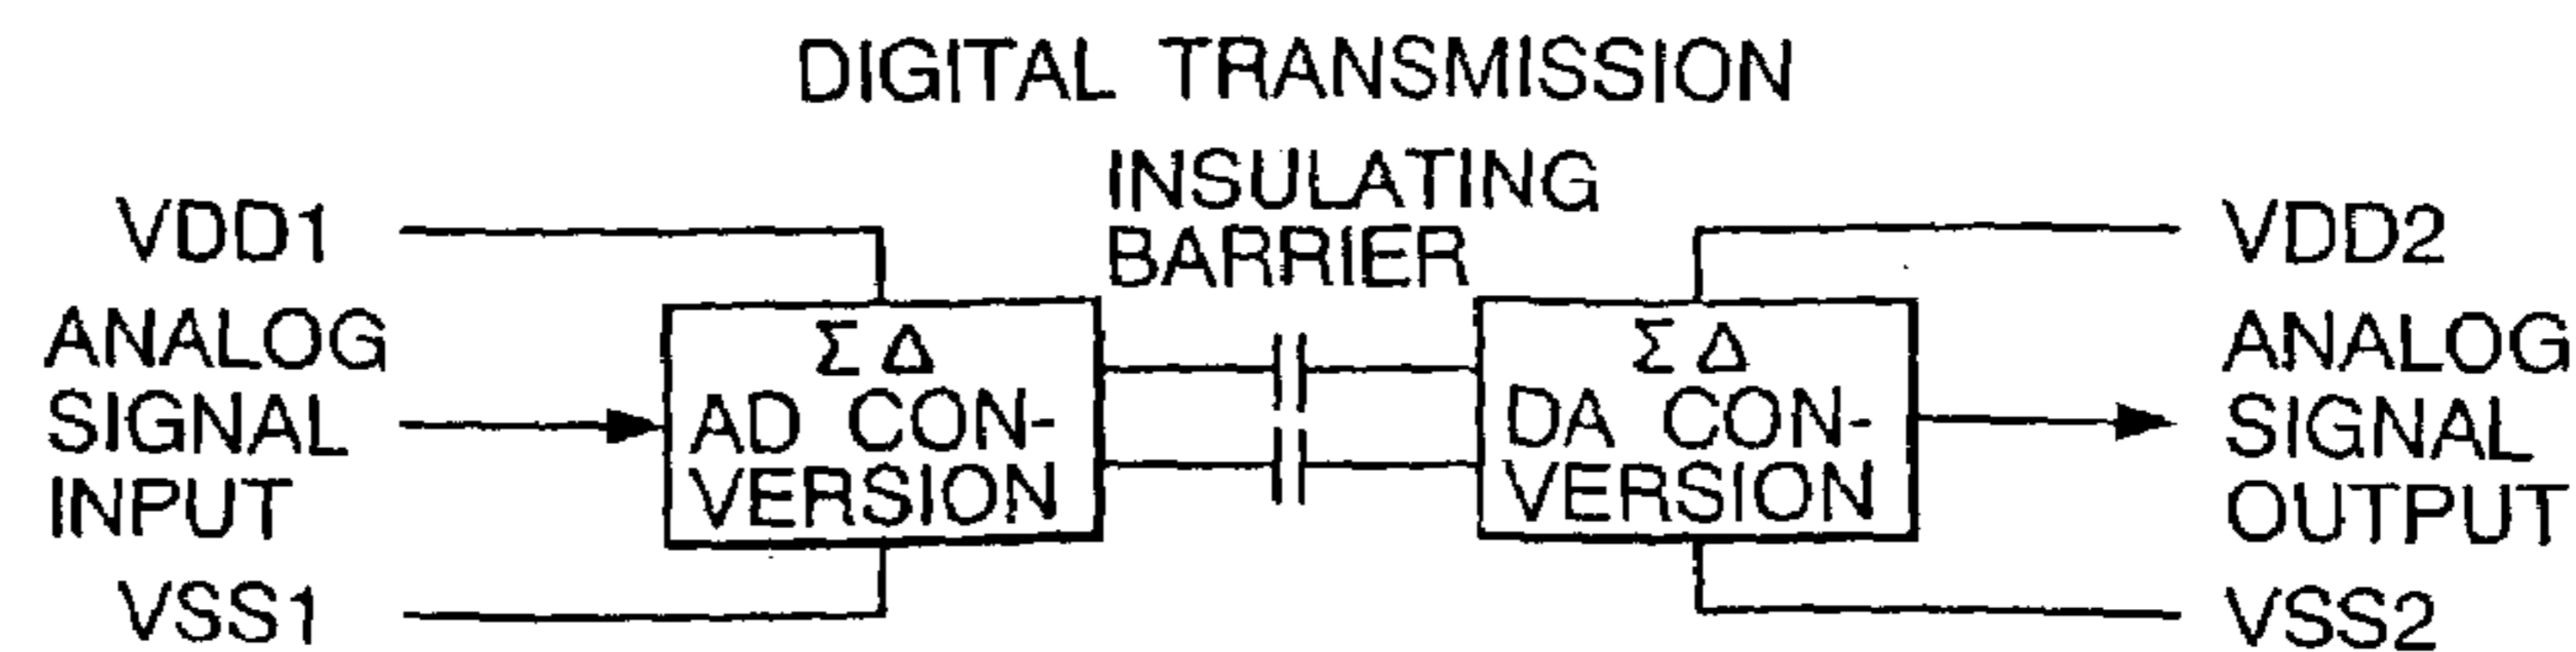 DIGITAL TRANSMISSION
INSULATING
BARRIER
VDD1
ANALOG
SIGNAL
INPUT
VSS1
ΣΔ
AD CON-
VERSION
ΣΔ
DA CON-
VERSION
VDD2
ANALOG
SIGNAL
OUTPUT
VSS2